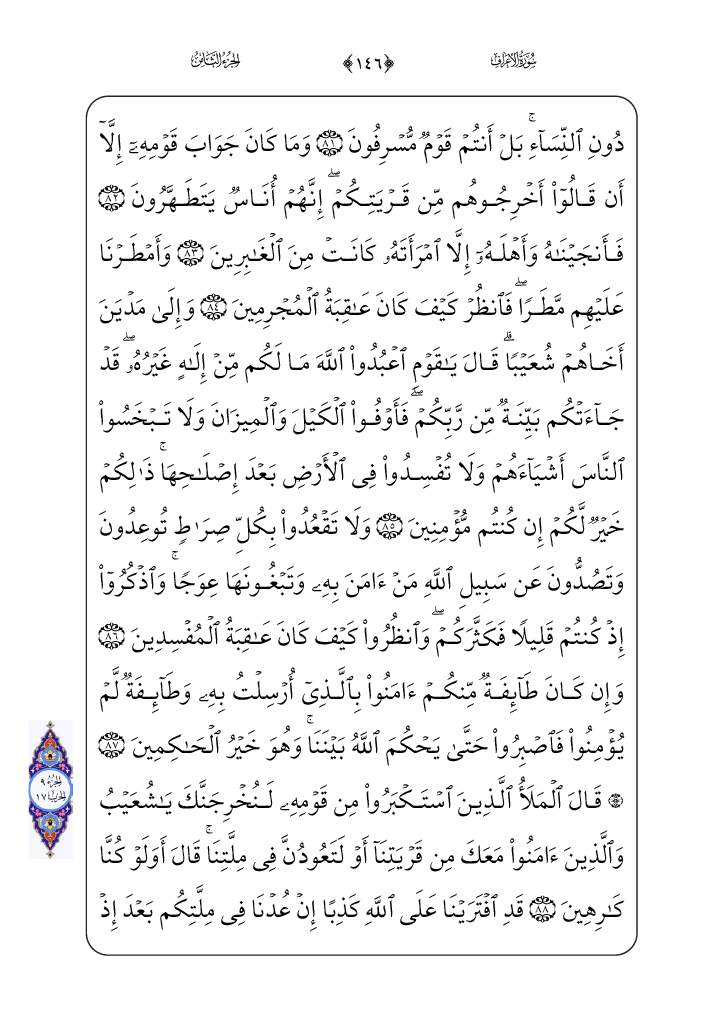 سُورَةُ الأَعۡرَافِ
﴿١٤٦﴾
الجُزءُ الثَّامِنُ
دُونِ ٱلنِّسَآءِۚ بَلۡ أَنتُمۡ قَوۡمٞ مُّسۡرِفُونَ ٨١ وَمَا كَانَ جَوَابَ قَوۡمِهِۦٓ إِلَّآ
أَن قَالُوٓاْ أَخۡرِجُوهُم مِّن قَرۡيَتِكُمۡۖ إِنَّهُمۡ أُنَاسٞ يَتَطَهَّرُونَ ٨٢
فَأَنجَيۡنَٰهُ وَأَهۡلَهُۥٓ إِلَّا ٱمۡرَأَتَهُۥ كَانَتۡ مِنَ ٱلۡغَٰبِرِينَ ٨٣ وَأَمۡطَرۡنَا
عَلَيۡهِم مَّطَرٗاۖ فَٱنظُرۡ كَيۡفَ كَانَ عَٰقِبَةُ ٱلۡمُجۡرِمِينَ ٨٤ وَإِلَىٰ مَدۡيَنَ
أَخَاهُمۡ شُعَيۡبٗاۚ قَالَ يَٰقَوۡمِ ٱعۡبُدُواْ ٱللَّهَ مَا لَكُم مِّنۡ إِلَٰهٍ غَيۡرُهُۥۖ قَدۡ
جَآءَتۡكُم بَيِّنَةٞ مِّن رَّبِّكُمۡۖ فَأَوۡفُواْ ٱلۡكَيۡلَ وَٱلۡمِيزَانَ وَلَا تَبۡخَسُواْ
ٱلنَّاسَ أَشۡيَآءَهُمۡ وَلَا تُفۡسِدُواْ فِي ٱلۡأَرۡضِ بَعۡدَ إِصۡلَٰحِهَاۚ ذَٰلِكُمۡ
خَيۡرٞ لَّكُمۡ إِن كُنتُم مُّؤۡمِنِينَ ٨٥ وَلَا تَقۡعُدُواْ بِكُلِّ صِرَٰطٖ تُوعِدُونَ
وَتَصُدُّونَ عَن سَبِيلِ ٱللَّهِ مَنۡ ءَامَنَ بِهِۦ وَتَبۡغُونَهَا عِوَجٗاۚ وَٱذۡكُرُوٓاْ
إِذۡ كُنتُمۡ قَلِيلٗا فَكَثَّرَكُمۡۖ وَٱنظُرُواْ كَيۡفَ كَانَ عَٰقِبَةُ ٱلۡمُفۡسِدِينَ ٨٦
وَإِن كَانَ طَآئِفَةٞ مِّنكُمۡ ءَامَنُواْ بِٱلَّذِيٓ أُرۡسِلۡتُ بِهِۦ وَطَآئِفَةٞ لَّمۡ
يُؤۡمِنُواْ فَٱصۡبِرُواْ حَتَّىٰ يَحۡكُمَ ٱللَّهُ بَيۡنَنَاۚ وَهُوَ خَيۡرُ ٱلۡحَٰكِمِينَ ٨٧
۞ قَالَ ٱلۡمَلَأُ ٱلَّذِينَ ٱسۡتَكۡبَرُواْ مِن قَوۡمِهِۦ لَنُخۡرِجَنَّكَ يَٰشُعَيۡبُ
وَٱلَّذِينَ ءَامَنُواْ مَعَكَ مِن قَرۡيَتِنَآ أَوۡ لَتَعُودُنَّ فِي مِلَّتِنَاۚ قَالَ أَوَلَوۡ كُنَّا
كَٰرِهِينَ ٨٨ قَدِ ٱفۡتَرَيۡنَا عَلَى ٱللَّهِ كَذِبًا إِنۡ عُدۡنَا فِي مِلَّتِكُم بَعۡدَ إِذۡ
الجزء ٩
الحزب ١٧